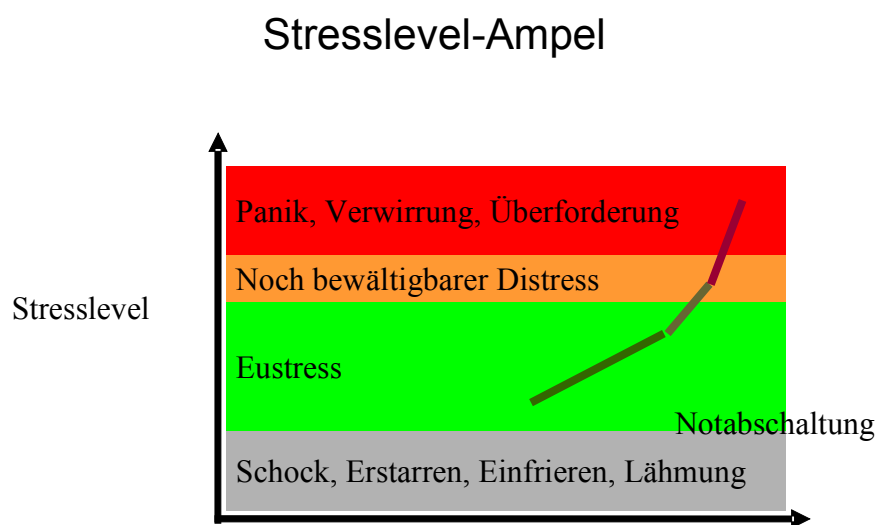 Stresslevel-Ampel
Panik, Verwirrung, Überforderung
Noch bewältigbarer Distress
Stresslevel
Eustress
Notabschaltung
Schock, Erstarren, Einfrieren, Lähmung